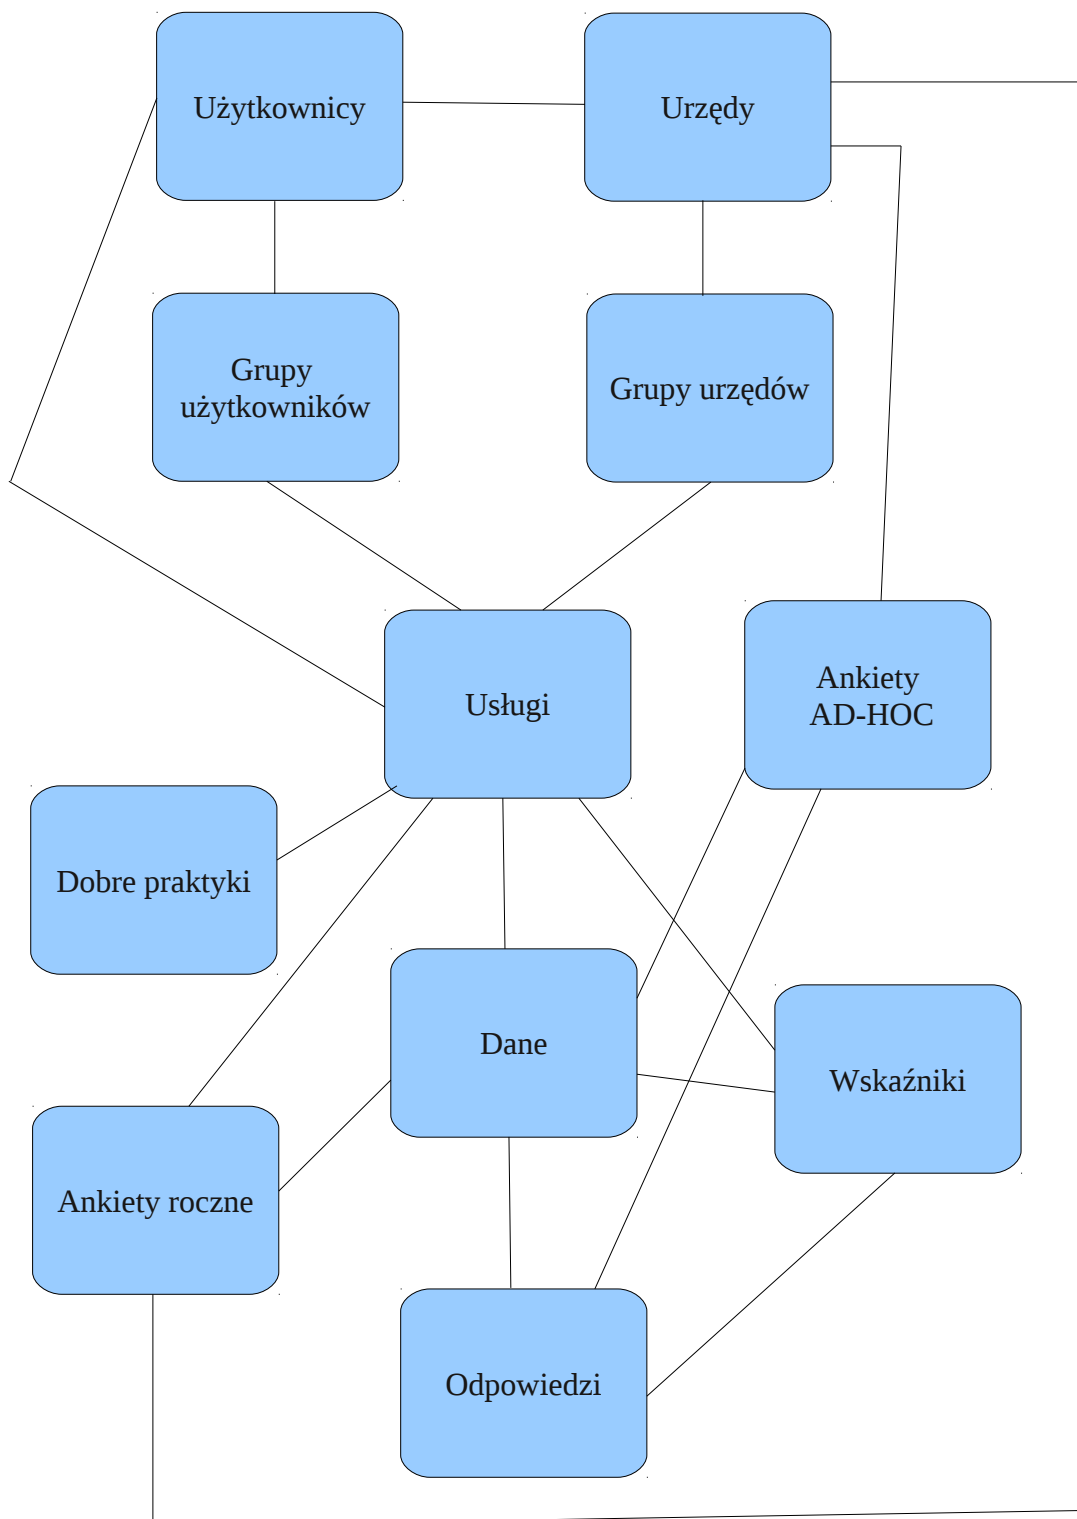 Użytkownicy
Urzędy
Grupy
użytkowników
Grupy urzędów
Usługi
Ankiety
AD-HOC
Dobre praktyki
Dane
Wskaźniki
Ankiety roczne
Odpowiedzi